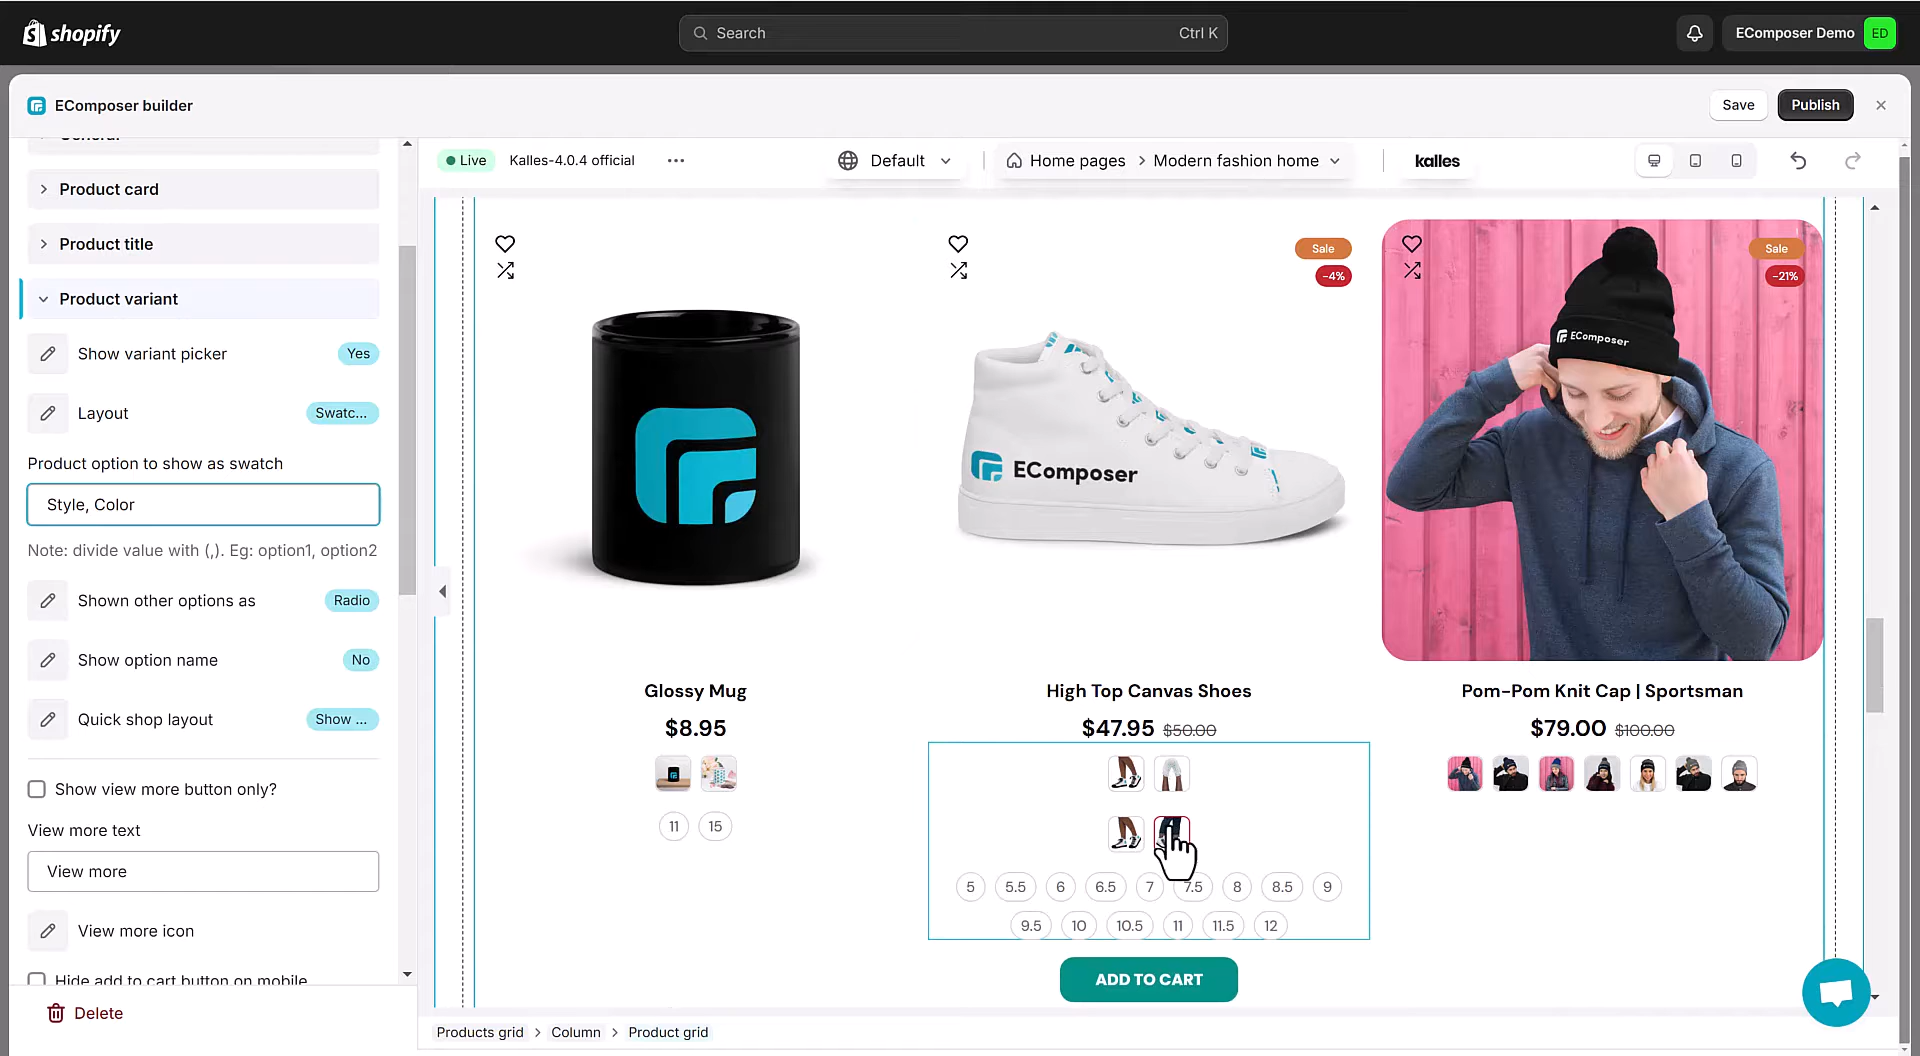 shopify
Search
Ctrl K
EComposer Demo
ED
EComposer builder
Save
Publish
General
Product card
Product title
Product variant
Show variant picker
Yes
Layout
Swatc...
Product option to show as swatch
Style, Color
Note: divide value with (,). Eg: option1, option2
Shown other options as
Radio
Show option name
No
Quick shop layout
Show ...
Show view more button only?
View more text
View more
View more icon
Hide add to cart button on mobile
Delete
Live
Kalles-4.0.4 official
Default
Home pages
Modern fashion home
kalles
Sale
-4%
Sale
-21%
EComposer
EComposer
Glossy Mug
$8.95
11
15
High Top Canvas Shoes
$47.95 $50.00
5
5.5
6
6.5
7
7.5
8
8.5
9
9.5
10
10.5
11
11.5
12
ADD TO CART
Pom-Pom Knit Cap | Sportsman
$79.00 $100.00
Products grid
Column
Product grid